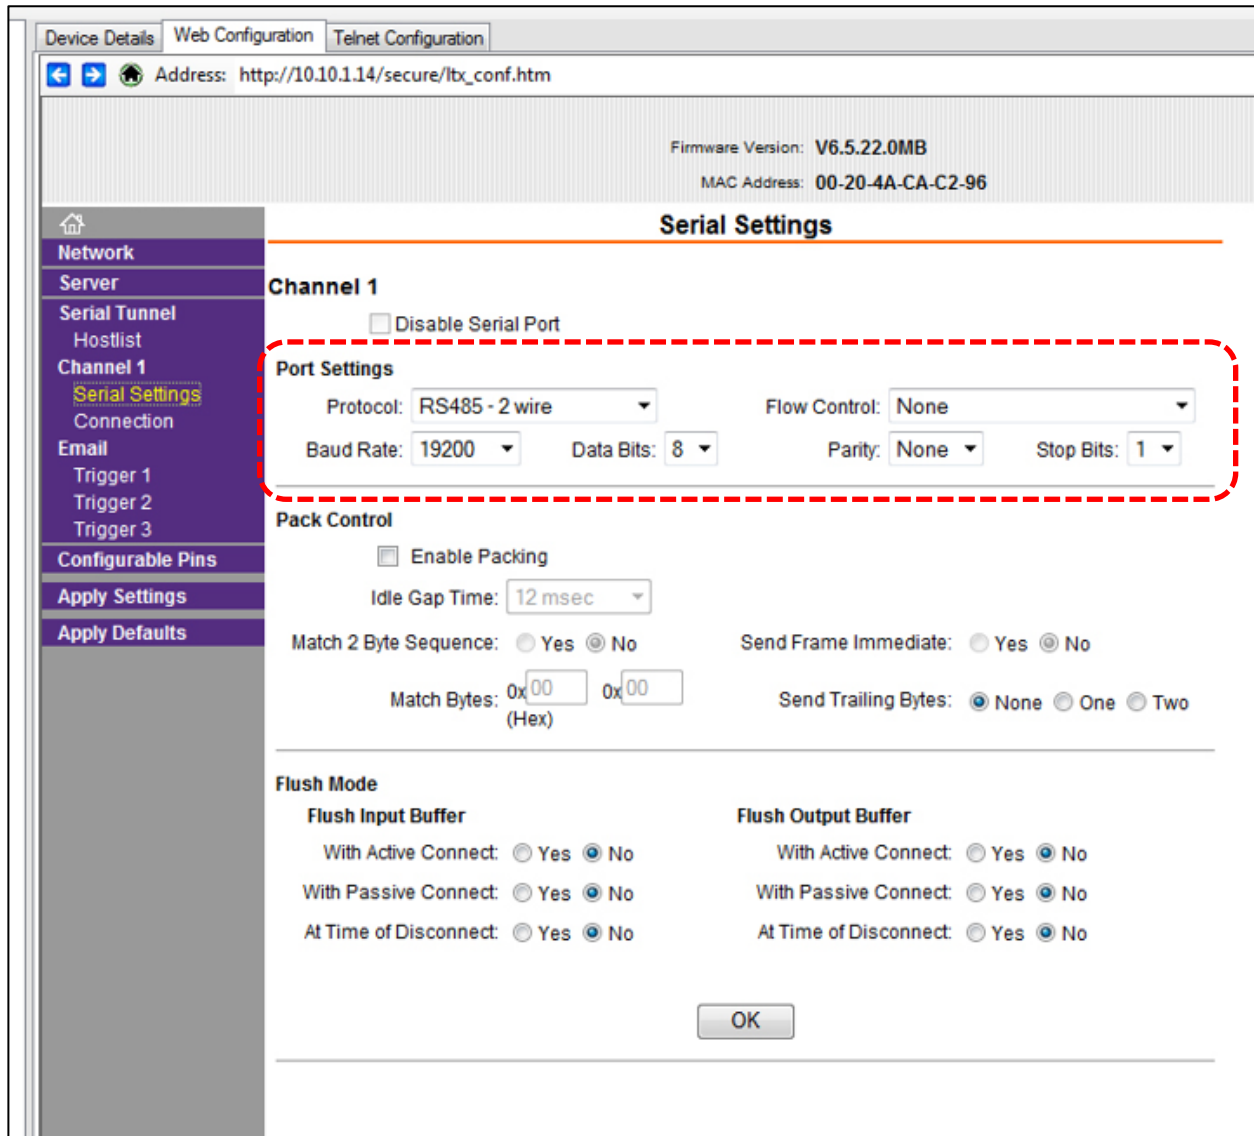 Device Details Web Configuration Telnet Configuration
Address: http://10.10.1.14/secure/ltx_conf.htm
Firmware Version: V6.5.22.0MB
MAC Address: 00-20-4A-CA-C2-96
Network
Server
Serial Tunnel
Hostlist
Channel 1
Serial Settings
Connection
Email
Trigger 1
Trigger 2
Trigger 3
Configurable Pins
Apply Settings
Apply Defaults
Serial Settings
Channel 1
Disable Serial Port
Port Settings
Protocol: RS485 - 2 wire Flow Control: None
Baud Rate: 19200 Data Bits: 8 Parity: None Stop Bits: 1
Pack Control
Enable Packing
Idle Gap Time: 12 msec
Match 2 Byte Sequence: Yes No Send Frame Immediate: Yes No
Match Bytes: 0x 00 0x 00 Send Trailing Bytes: None One Two
(Hex)
Flush Mode
Flush Input Buffer Flush Output Buffer
With Active Connect: Yes No With Active Connect: Yes No
With Passive Connect: Yes No With Passive Connect: Yes No
At Time of Disconnect: Yes No At Time of Disconnect: Yes No
OK